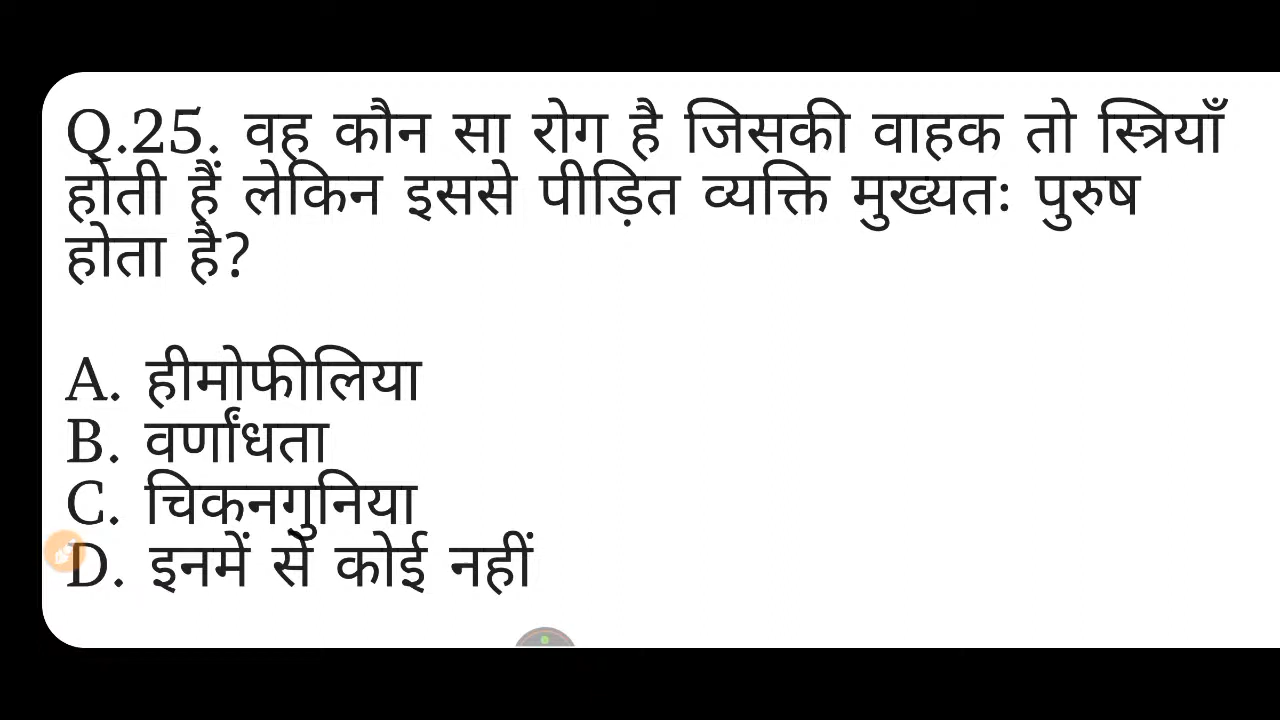 Q.25. वह कौन सा रोग है जिसकी वाहक तो स्त्रियाँ
होती हैं लेकिन इससे पीड़ित व्यक्ति मुख्यतः पुरुष
होता है?
A. हीमोफीलिया
B. वर्णांधता
C. चिकनगुनिया
D. इनमें से कोई नहीं